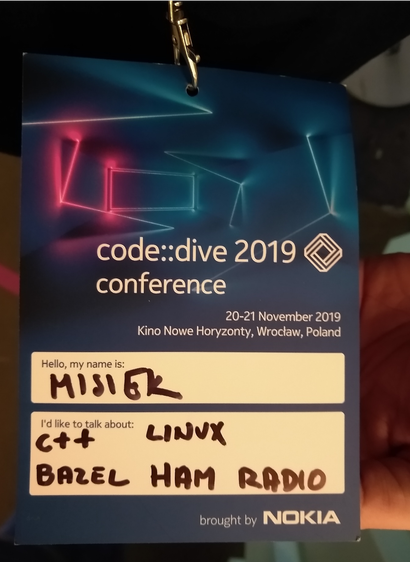 code::dive 2019
conference
20-21 November 2019
Kino Nowe Horyzonty, Wrocław, Poland
Hello, my name is:
MISIEK
I'd like to talk about:
C++ LINUX
BAZEL HAM RADIO
brought by NOKIA